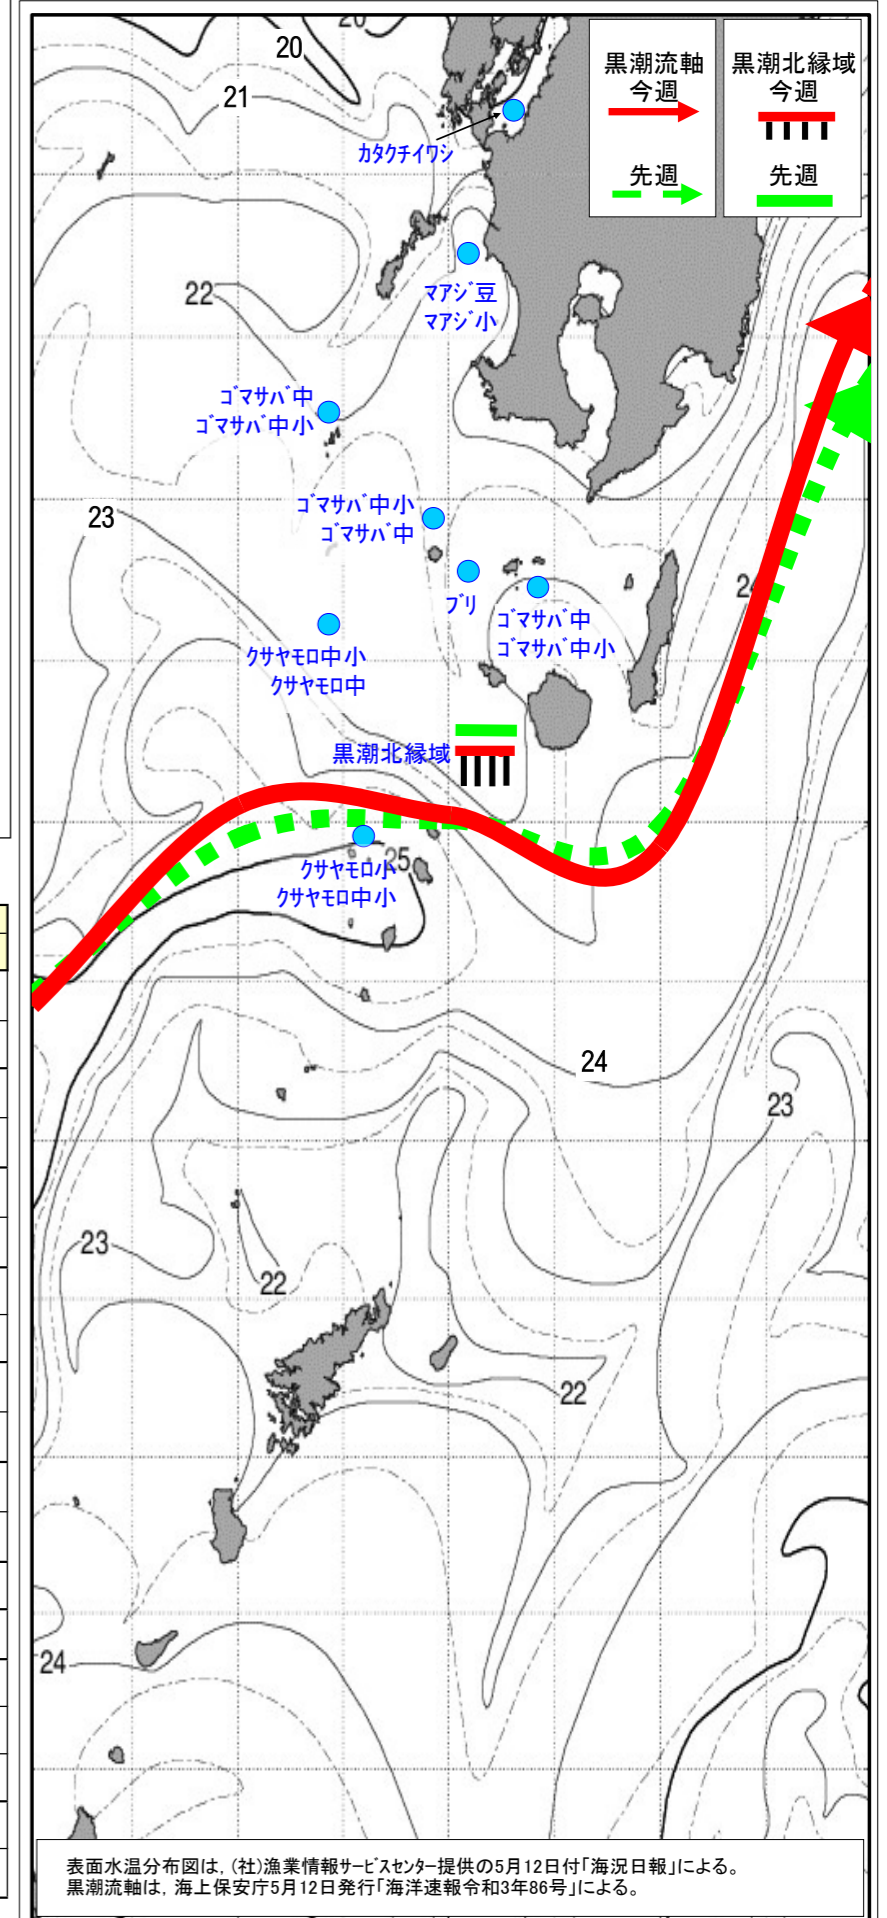 20
20
21
黒潮流軸
今週
先週
黒潮北縁域
今週
先週
カタクチイワシ
22
マアジ豆
マアジ小
ゴマサバ中
ゴマサバ中小
23
ゴマサバ中小
ゴマサバ中
ブリ
ゴマサバ中
ゴマサバ中小
24
クサヤモロ中小
クサヤモロ中
黒潮北縁域
25
クサヤモロ小
クサヤモロ中小
24
23
23
22
22
24
表面水温分布図は，(社)漁業情報サービスセンター提供の5月12日付「海況日報」による。
黒潮流軸は，海上保安庁5月12日発行「海洋速報令和3年86号」による。